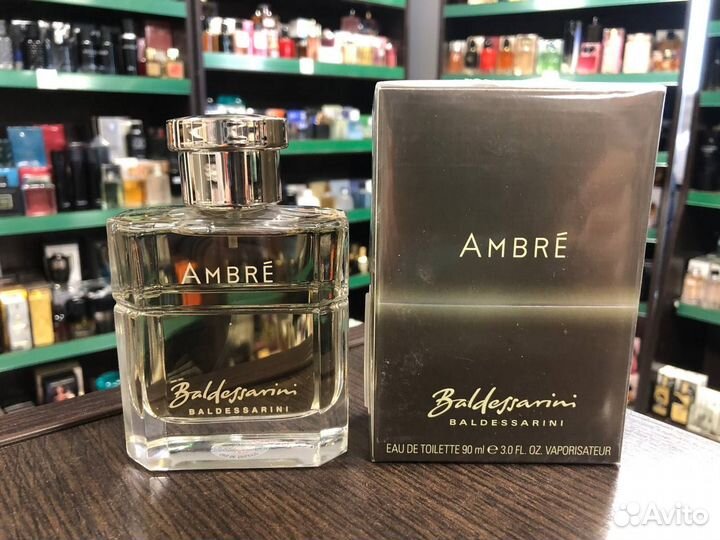 AMBRÉ
Baldessarini
BALDESSARINI
AMBRÉ
Baldessarini
BALDESSARINI
EAU DE TOILETTE 90 ml e 3.0 FL. OZ. VAPORISATEUR
Avito